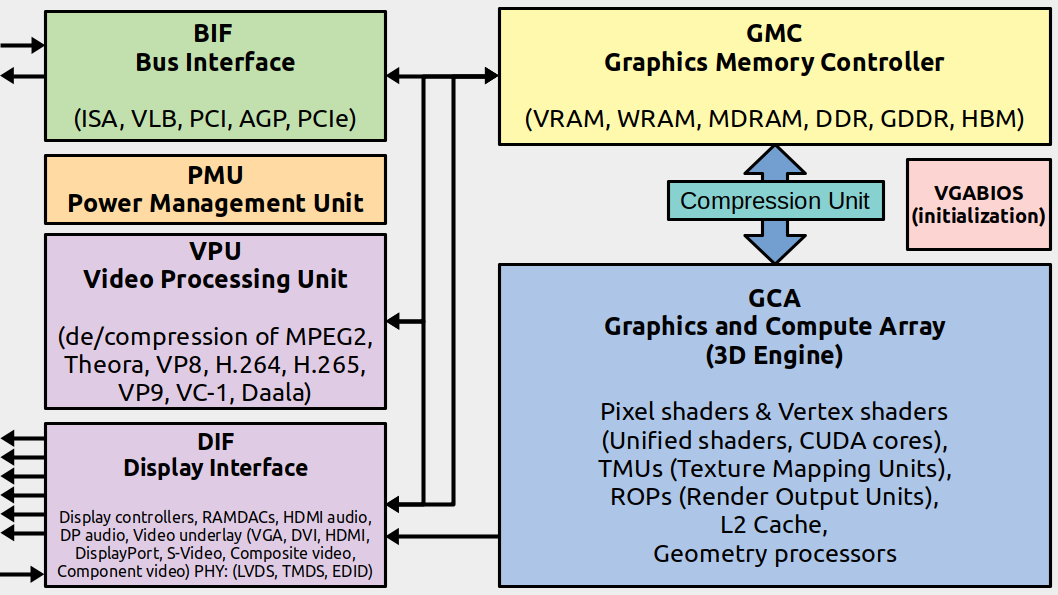 BIF
Bus Interface
(ISA, VLB, PCI, AGP, PCIe)
PMU
Power Management Unit
VPU
Video Processing Unit
(de/compression of MPEG2,
Theora, VP8, H.264, H.265,
VP9, VC-1, Daala)
DIF
Display Interface
Display controllers, RAMDACs, HDMI audio,
DP audio, Video underlay (VGA, DVI, HDMI,
DisplayPort, S-Video, Composite video,
Component video) PHY: (LVDS, TMDS, EDID)
GMC
Graphics Memory Controller
(VRAM, WRAM, MDRAM, DDR, GDDR, HBM)
Compression Unit
VGABIOS
(initialization)
GCA
Graphics and Compute Array
(3D Engine)
Pixel shaders & Vertex shaders
(Unified shaders, CUDA cores),
TMUs (Texture Mapping Units),
ROPs (Render Output Units),
L2 Cache,
Geometry processors